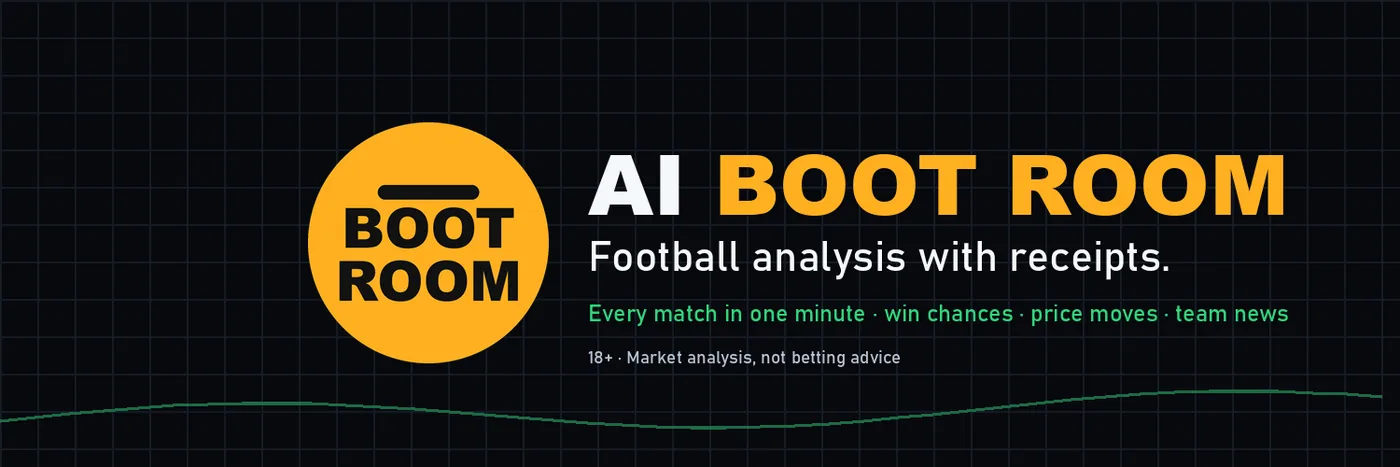 BOOT
ROOM
AI BOOT ROOM
Football analysis with receipts.
Every match in one minute · win chances · price moves · team news
18+ · Market analysis, not betting advice